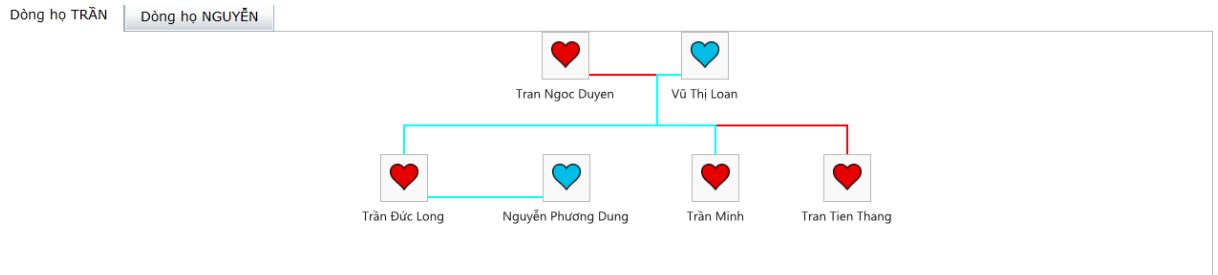 Dòng họ TRẦN
Dòng họ NGUYỄN
Tran Ngoc Duyen
Vũ Thị Loan
Trần Đức Long
Nguyễn Phương Dung
Trần Minh
Tran Tien Thang